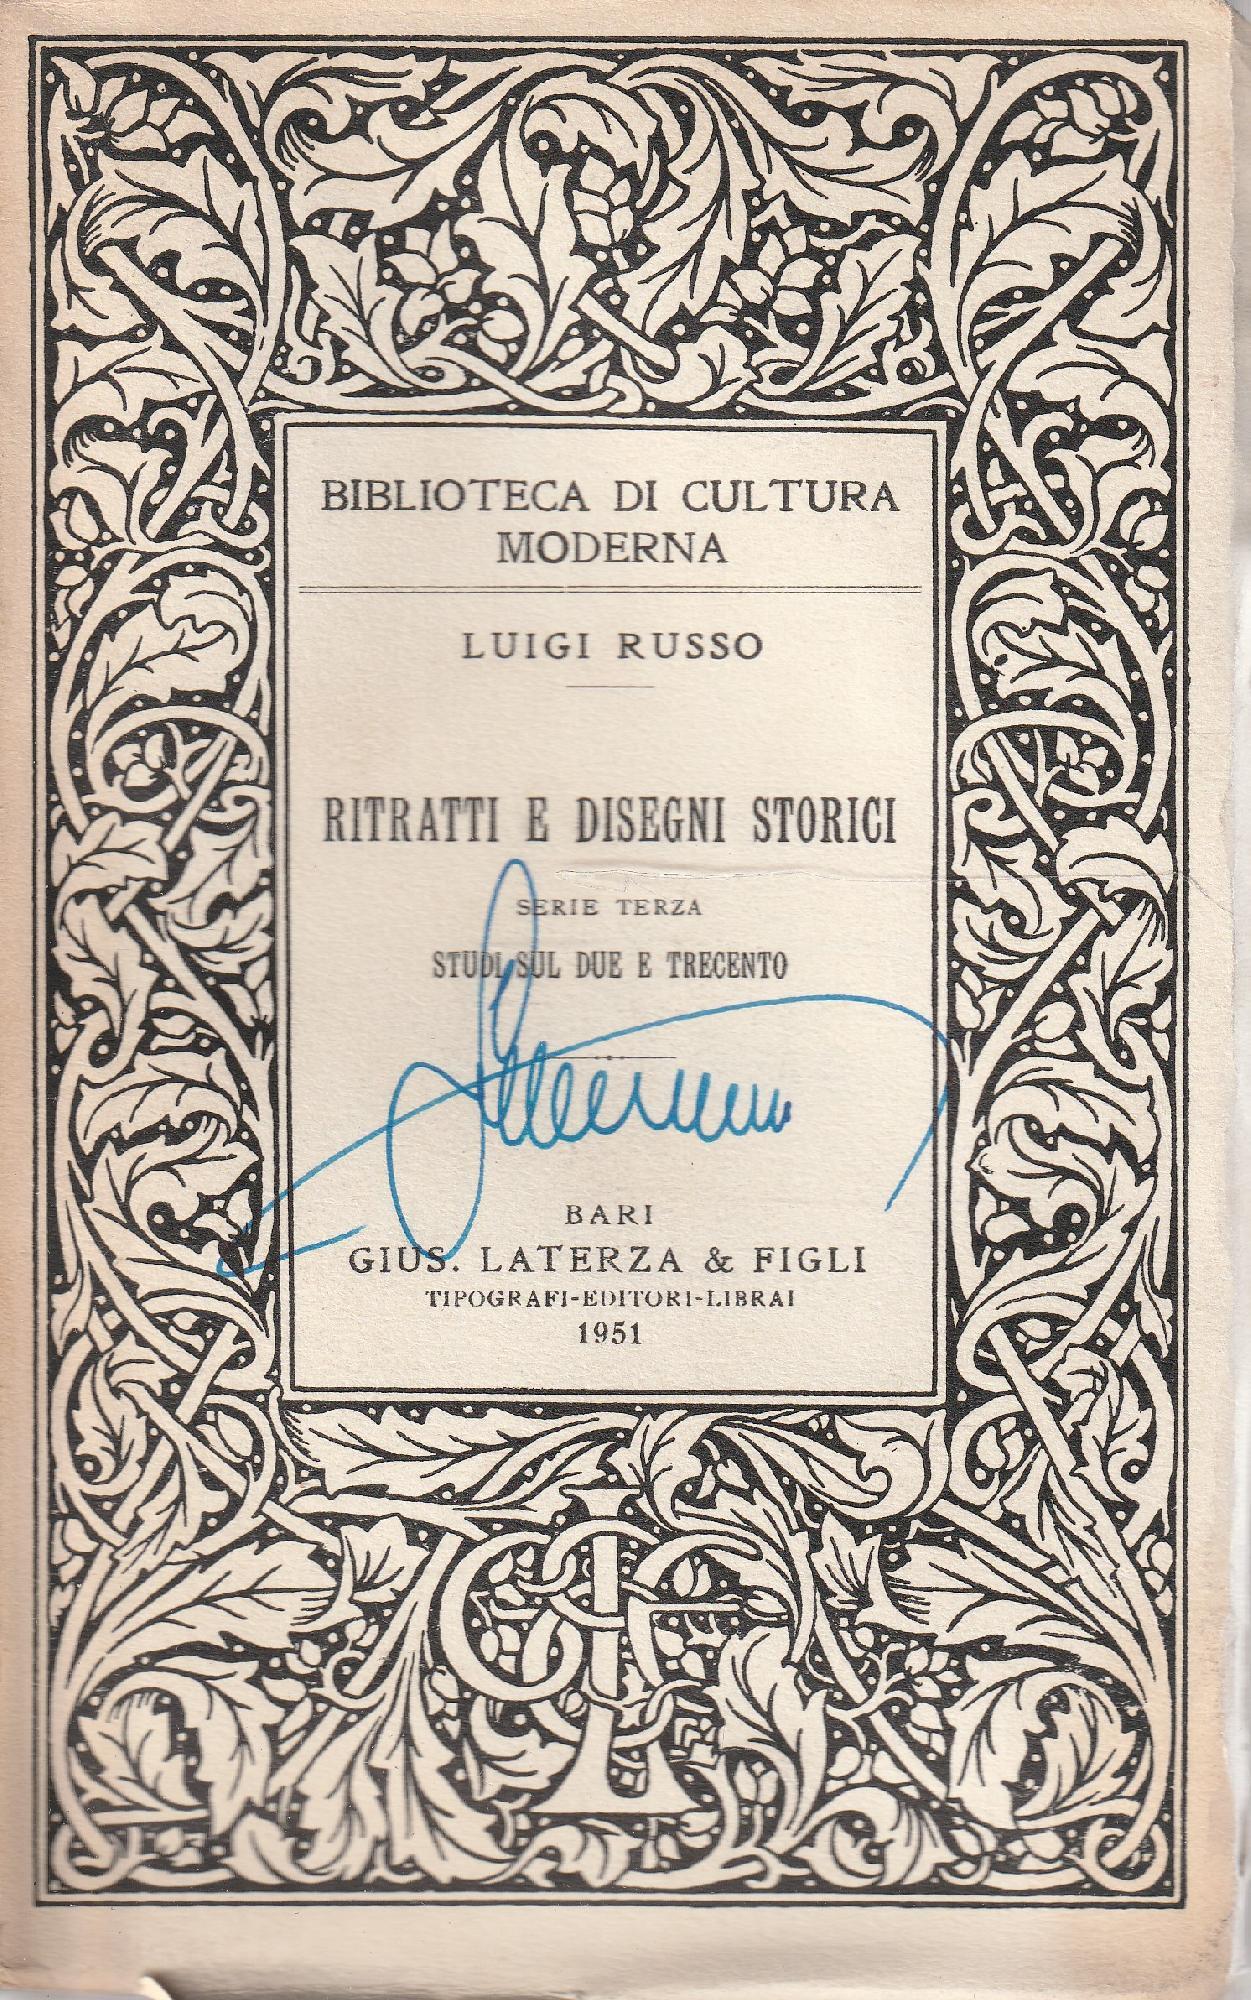 BIBLIOTECA DI CULTURA
MODERNA
LUIGI RUSSO
RITRATTI E DISEGNI STORICI
SERIE TERZA
STUDI SUL DUE E TRECENTO
BARI
GIUS. LATERZA & FIGLI
TIPOGRAFI-EDITORI-LIBRAI
1951